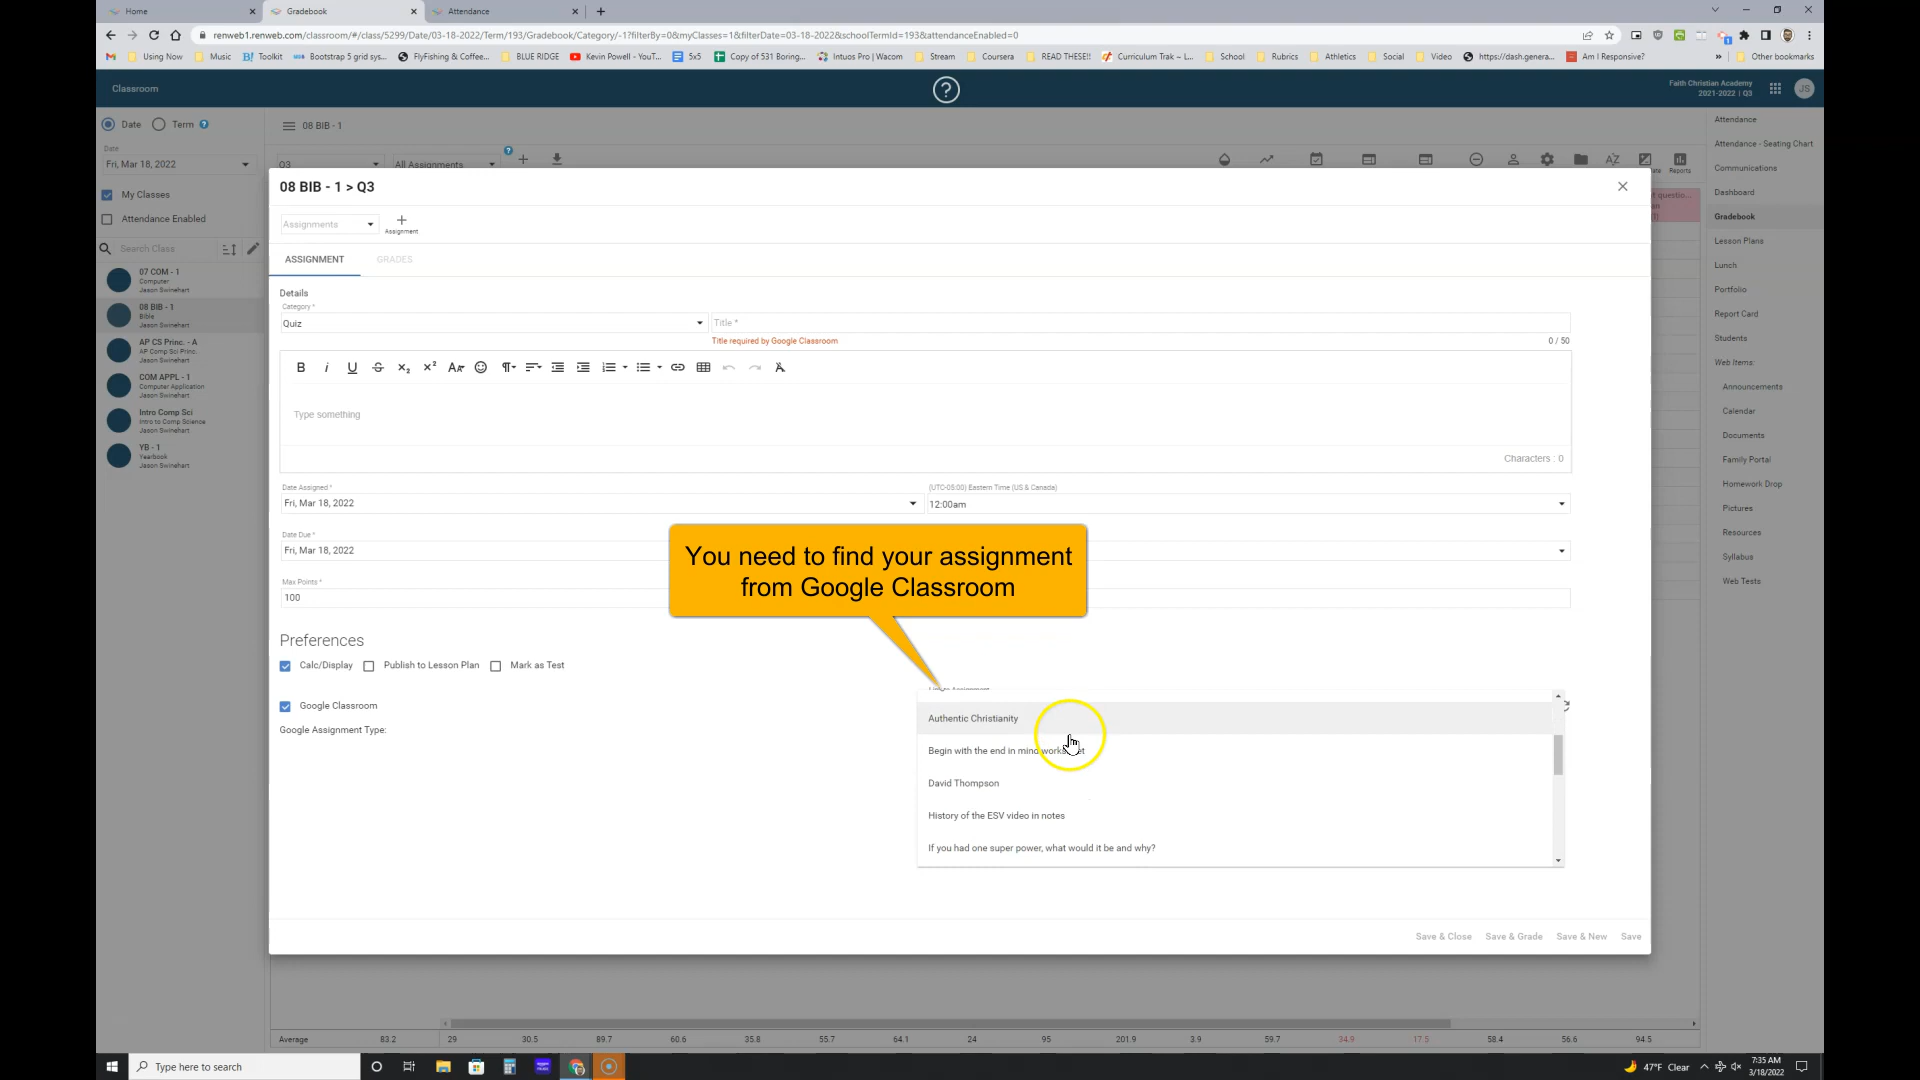 Home
Gradebook
Attendance
renweb1.renweb.com/classroom/#/class/5299/Date/03-18-2022/Term/193/Gradebook/Category/-1?filterBy=0&myClasses=1&filterDate=03-18-2022&schoolTermId=193&attendanceEnabled=0
Using Now
Music
Toolkit
Bootstrap 5 grid sys...
FlyFishing & Coffee...
BLUE RIDGE
Kevin Powell - YouT...
5x5
Copy of 531 Boring...
Intuos Pro | Wacom
Stream
Coursera
READ THESE!!
Curriculum Trak – L...
School
Rubrics
Athletics
Social
Video
https://dash.genera...
Am I Responsive?
»
Other bookmarks
Classroom
?
Faith Christian Academy
2021-2022 | Q3
JS
Date
Term
Date
Fri, Mar 18, 2022
My Classes
Attendance Enabled
Search Class
07 COM - 1
Computer
Jason Swinehart
08 BIB - 1
Bible
Jason Swinehart
AP CS Princ. - A
AP Comp Sci Princ.
Jason Swinehart
COM APPL - 1
Computer Application
Jason Swinehart
Intro Comp Sci
Intro to Comp Science
Jason Swinehart
YB - 1
Yearbook
Jason Swinehart
08 BIB - 1
Q3
All Assignments
Reports
08 BIB - 1 > Q3
Assignments
Assignment
ASSIGNMENT
GRADES
Details
Category *
Quiz
Title *
Title required by Google Classroom
0 / 50
Type something
Characters : 0
Date Assigned *
Fri, Mar 18, 2022
(UTC-05:00) Eastern Time (US & Canada)
12:00am
Date Due *
Fri, Mar 18, 2022
Max Points *
100
You need to find your assignment
from Google Classroom
Preferences
Calc/Display
Publish to Lesson Plan
Mark as Test
Google Classroom
Google Assignment Type:
Authentic Christianity
Begin with the end in mind
David Thompson
History of the ESV video in notes
If you had one super power, what would it be and why?
Save & Close
Save & Grade
Save & New
Save
Attendance
Attendance - Seating Chart
Communications
Dashboard
Gradebook
Lesson Plans
Lunch
Portfolio
Report Card
Students
Web Items:
Announcements
Calendar
Documents
Family Portal
Homework Drop
Pictures
Resources
Syllabus
Web Tests
Average
83.2
29
30.5
89.7
60.6
35.8
55.7
64.1
24
95
201.9
3.9
59.7
34.9
17.5
58.4
56.6
94.5
Type here to search
47°F Clear
7:35 AM
3/18/2022